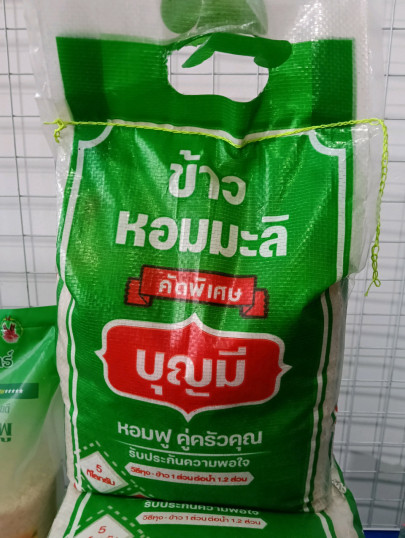 ข้าว
หอมมะลิ
คัดพิเศษ
บุญมี
หอมฟู คู่ครัวคุณ
รับประกันความพอใจ
วิธีหุง - ข้าว 1 ส่วน ต่อน้ำ 1.2 ส่วน
5
กิโลกรัม
รับประกันความพอใจ
วิธีหุง - ข้าว 1 ส่วน ต่อน้ำ 1.2 ส่วน
5